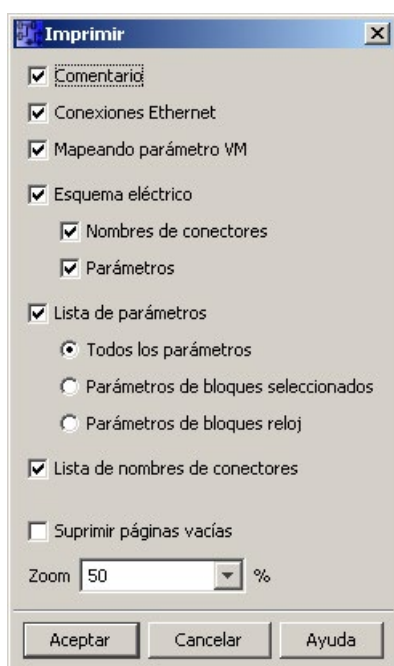 Imprimir
Comentario
Conexiones Ethernet
Mapeando parámetro VM
Esquema eléctrico
Nombres de conectores
Parámetros
Lista de parámetros
Todos los parámetros
Parámetros de bloques seleccionados
Parámetros de bloques reloj
Lista de nombres de conectores
Suprimir páginas vacías
Zoom 50 %
Aceptar Cancelar Ayuda